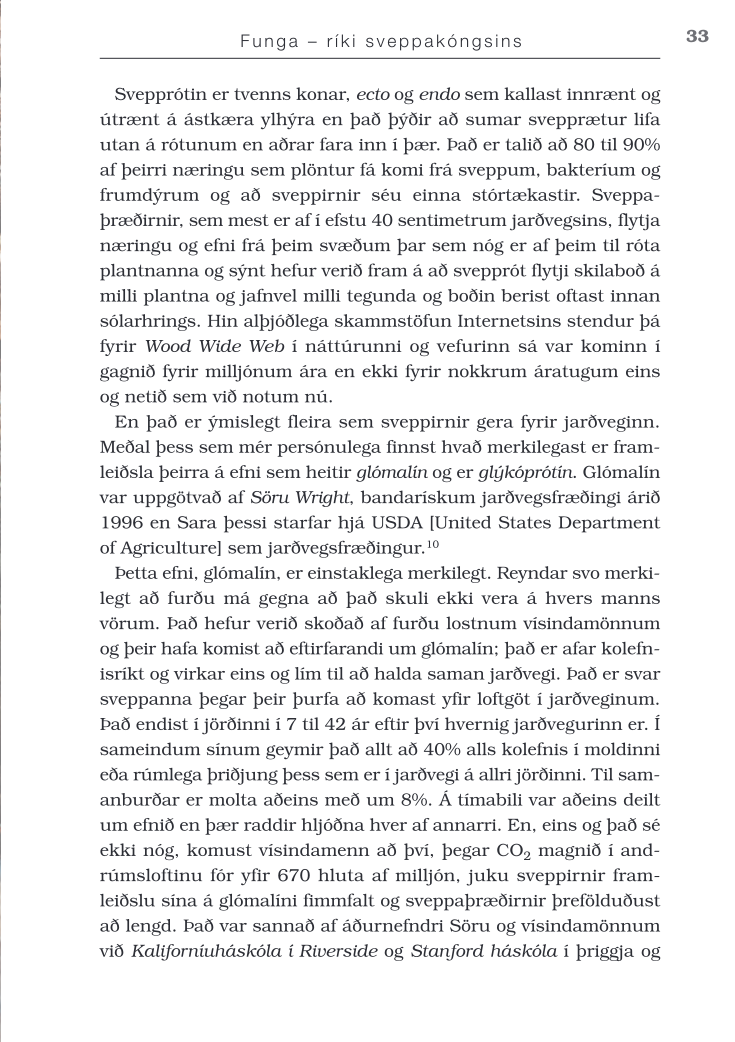 Funga – ríki sveppakóngsins
33
Svepprótin er tvenns konar, ecto og endo sem kallast innrænt og
útrænt á ástkæra ylhýra en það þýðir að sumar svepprætur lifa
utan á rótunum en aðrar fara inn í þær. Það er talið að 80 til 90%
af þeirri næringu sem plöntur fá komi frá sveppum, bakteríum og
frumdýrum og að sveppirnir séu einna stórtækastir. Sveppa-
þræðirnir, sem mest er af í efstu 40 sentimetrum jarðvegsins, flytja
næringu og efni frá þeim svæðum þar sem nóg er af þeim til róta
plantnanna og sýnt hefur verið fram á að svepprót flytji skilaboð á
milli plantna og jafnvel milli tegunda og boðin berist oftast innan
sólarhrings. Hin alþjóðlega skammstöfun Internetsins stendur þá
fyrir Wood Wide Web í náttúrunni og vefurinn sá var kominn í
gagnið fyrir milljónum ára en ekki fyrir nokkrum áratugum eins
og netið sem við notum nú.
En það er ýmislegt fleira sem sveppirnir gera fyrir jarðveginn.
Meðal þess sem mér persónulega finnst hvað merkilegast er fram-
leiðsla þeirra á efni sem heitir glómalín og er glýkóprótín. Glómalín
var uppgötvað af Söru Wright, bandarískum jarðvegsfræðingi árið
1996 en Sara þessi starfar hjá USDA [United States Department
of Agriculture] sem jarðvegsfræðingur.¹⁰
Þetta efni, glómalín, er einstaklega merkilegt. Reyndar svo merki-
legt að furðu má gegna að það skuli ekki vera á hvers manns
vörum. Það hefur verið skoðað af furðu lostnum vísindamönnum
og þeir hafa komist að eftirfarandi um glómalín; það er afar kolefn-
isríkt og virkar eins og lím til að halda saman jarðvegi. Það er svar
sveppanna þegar þeir þurfa að komast yfir loftgöt í jarðveginum.
Það endist í jörðinni í 7 til 42 ár eftir því hvernig jarðvegurinn er. Í
sameindum sínum geymir það allt að 40% alls kolefnis í moldinni
eða rúmlega þriðjung þess sem er í jarðvegi á allri jörðinni. Til sam-
anburðar er molta aðeins með um 8%. Á tímabili var aðeins deilt
um efnið en þær raddir hljóðna hver af annarri. En, eins og það sé
ekki nóg, komust vísindamenn að því, þegar CO₂ magnið í and-
rúmsloftinu fór yfir 670 hluta af milljón, juku sveppirnir fram-
leiðslu sína á glómalíni fimmfalt og sveppaþræðirnir þreföldu­ðust
að lengd. Það var sannað af áðurnefndri Söru og vísindamönnum
við Kaliforníuháskóla í Riverside og Stanford háskóla í þriggja og